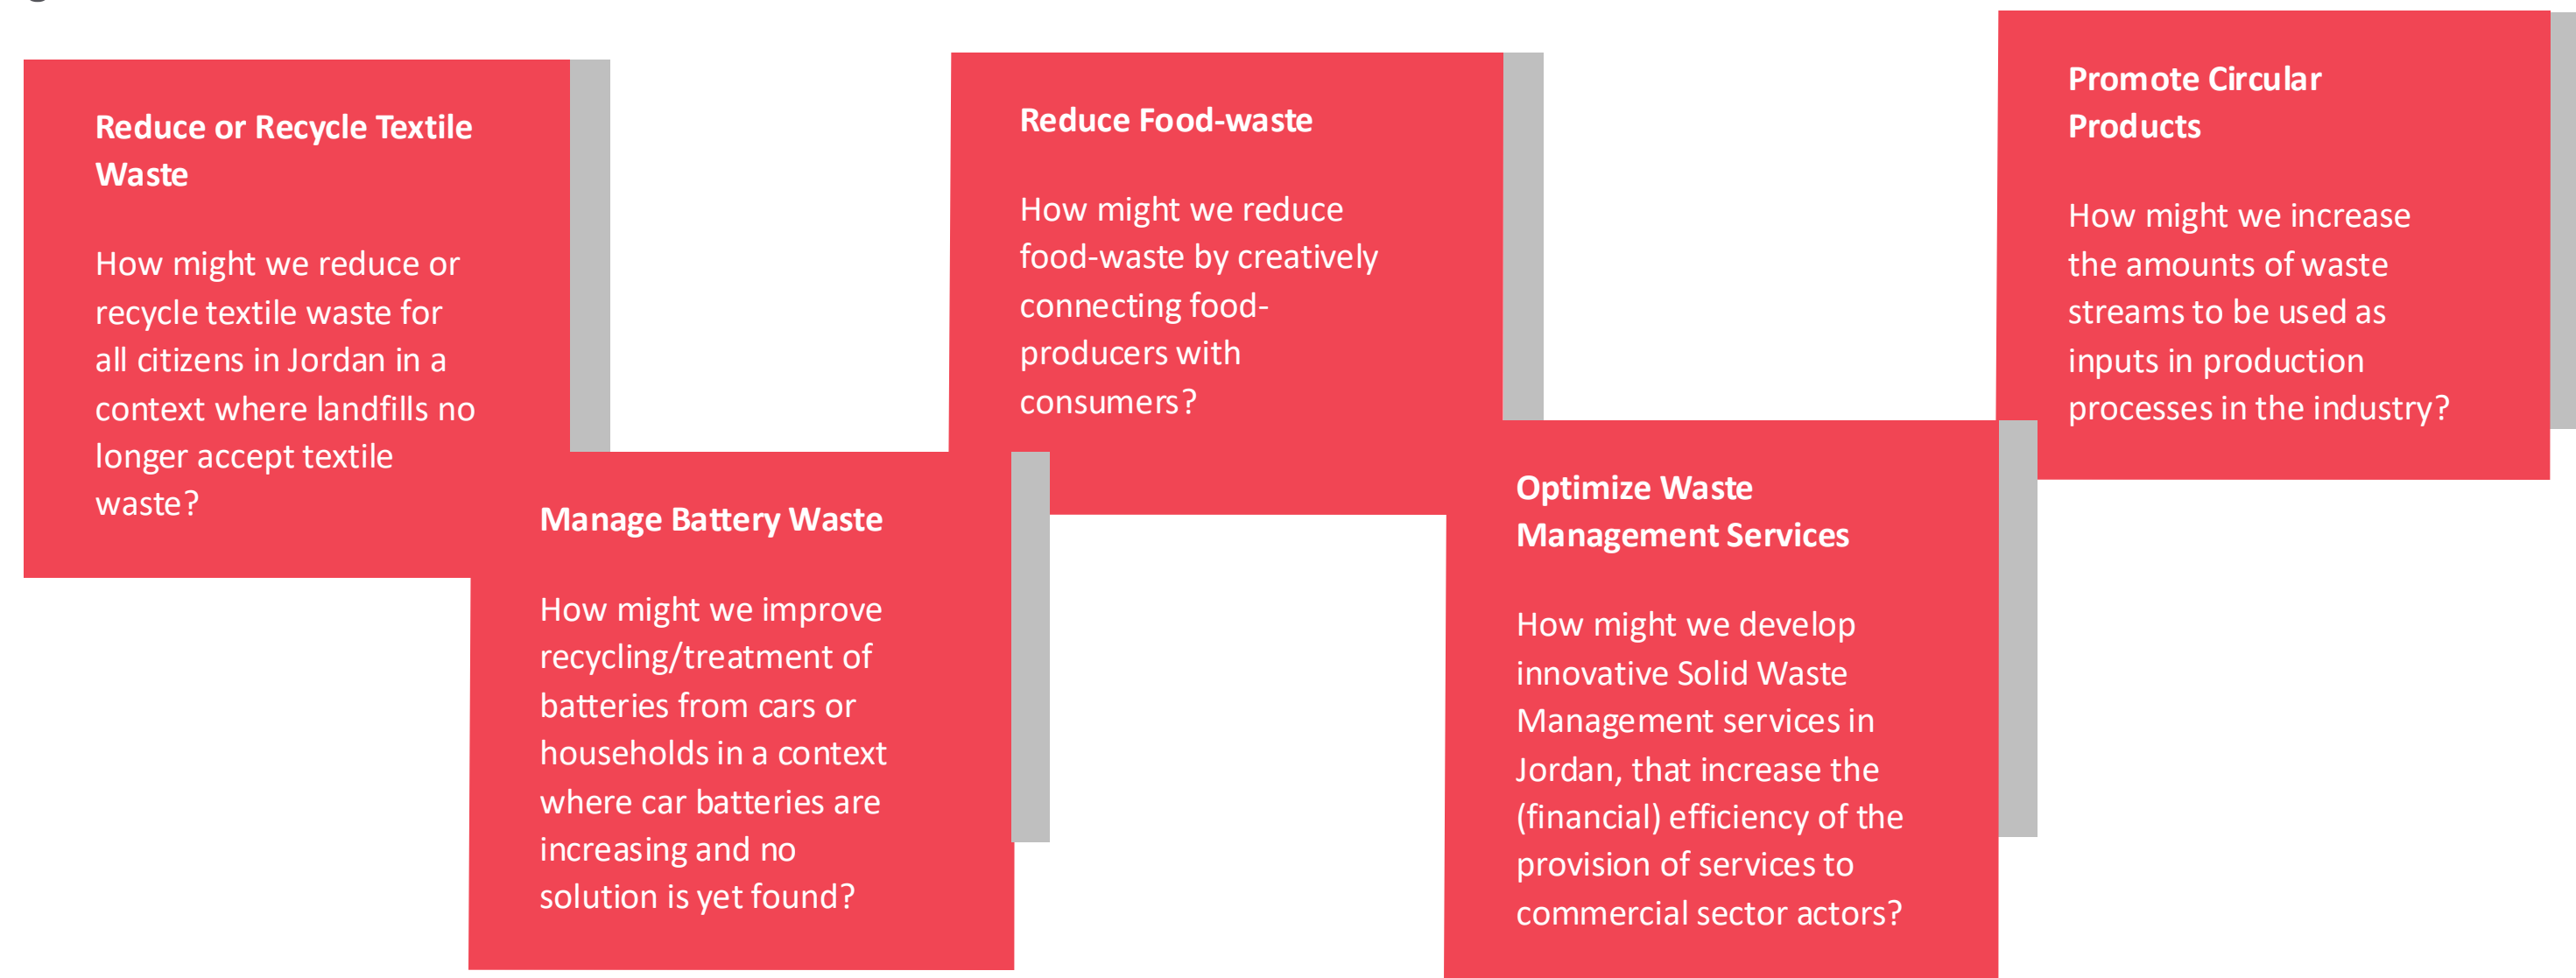 Reduce or Recycle Textile
Waste
How might we reduce or
recycle textile waste for
all citizens in Jordan in a
context where landfills no
longer accept textile
waste?
Manage Battery Waste
How might we improve
recycling/treatment of
batteries from cars or
households in a context
where car batteries are
increasing and no
solution is yet found?
Reduce Food-waste
How might we reduce
food-waste by creatively
connecting food-
producers with
consumers?
Optimize Waste
Management Services
How might we develop
innovative Solid Waste
Management services in
Jordan, that increase the
(financial) efficiency of the
provision of services to
commercial sector actors?
Promote Circular
Products
How might we increase
the amounts of waste
streams to be used as
inputs in production
processes in the industry?